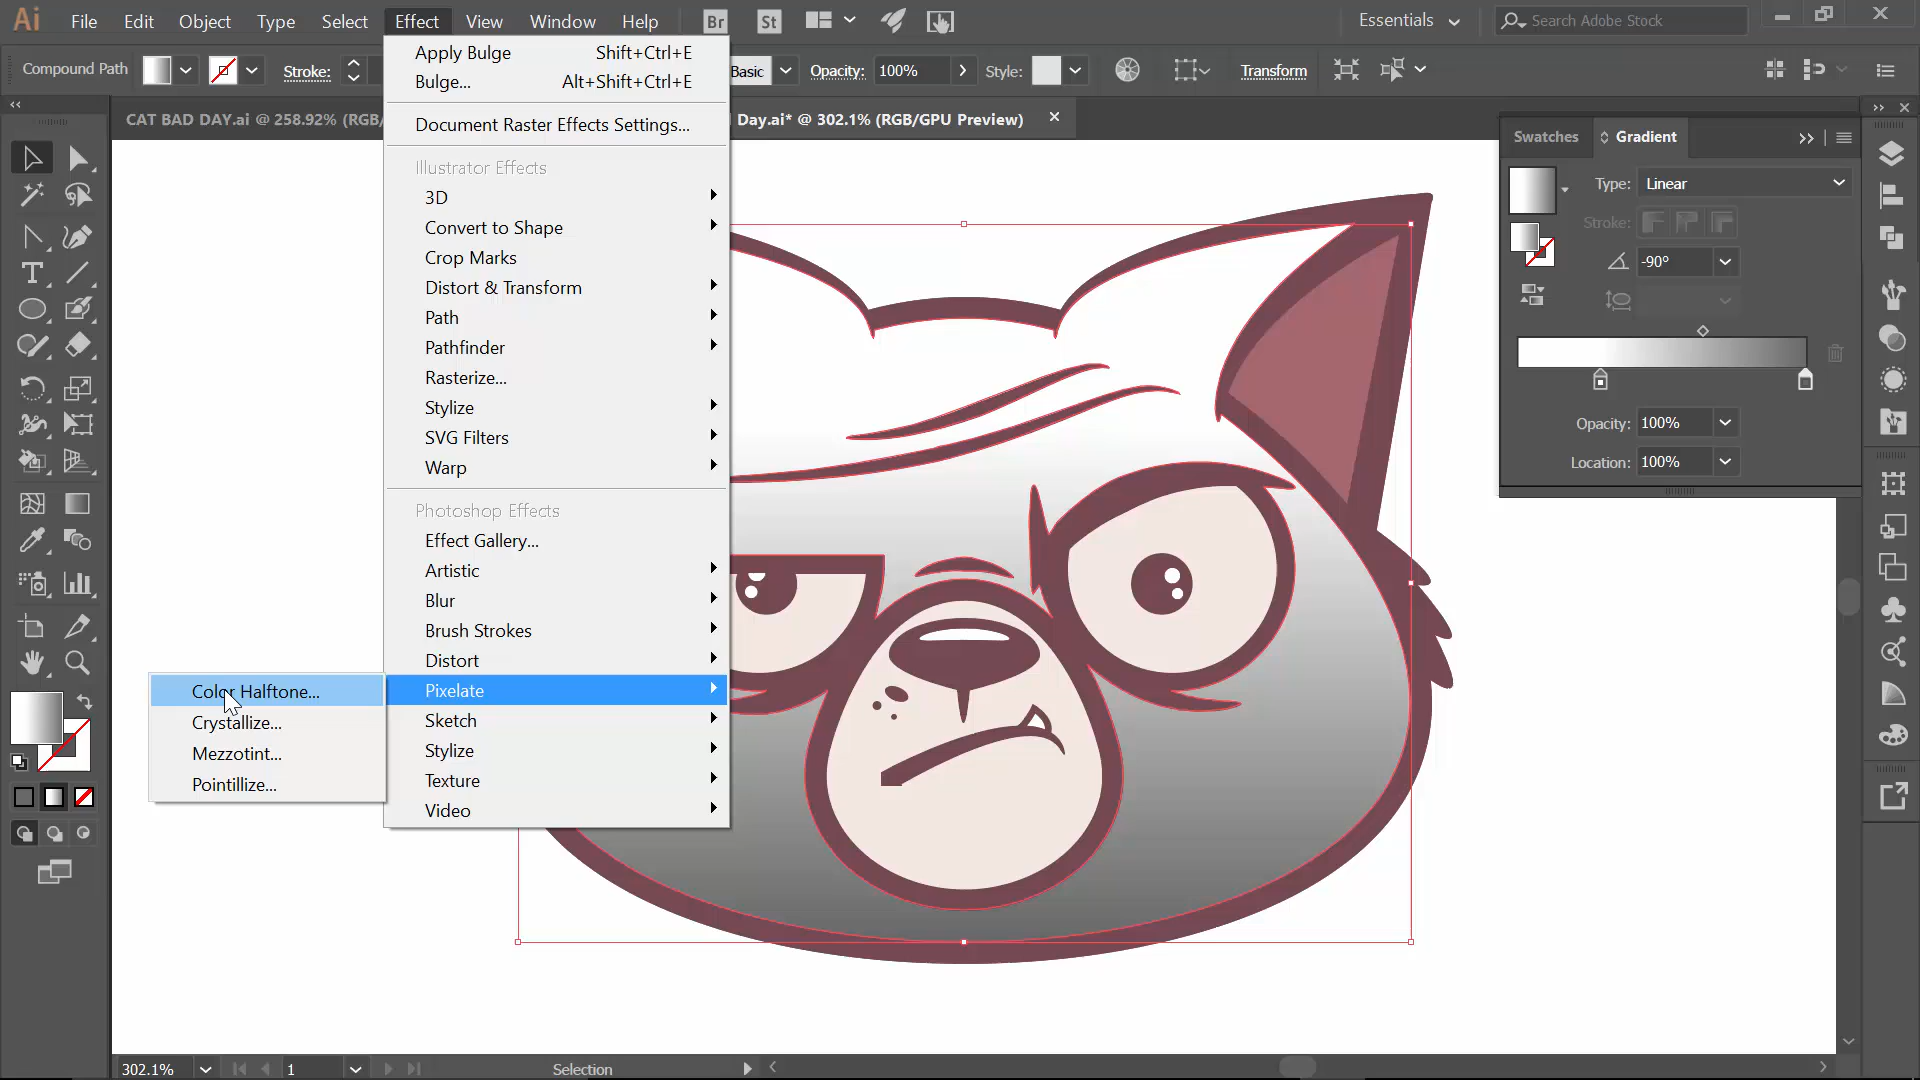 Ai File Edit Object Type Select Effect View Window Help Br St Essentials Search Adobe Stock
Compound Path Stroke: Basic Opacity: 100% Style: Transform
CAT BAD DAY.ai @ 258.92% (RGB/ Day.ai* @ 302.1% (RGB/GPU Preview)
Apply Bulge Shift+Ctrl+E
Bulge... Alt+Shift+Ctrl+E
Document Raster Effects Settings...
Illustrator Effects
3D
Convert to Shape
Crop Marks
Distort & Transform
Path
Pathfinder
Rasterize...
Stylize
SVG Filters
Warp
Photoshop Effects
Effect Gallery...
Artistic
Blur
Brush Strokes
Distort
Pixelate
Sketch
Stylize
Texture
Video
Color Halftone...
Crystallize...
Mezzotint...
Pointillize...
Swatches Gradient
Type: Linear
Stroke:
-90°
Opacity: 100%
Location: 100%
302.1% 1 Selection